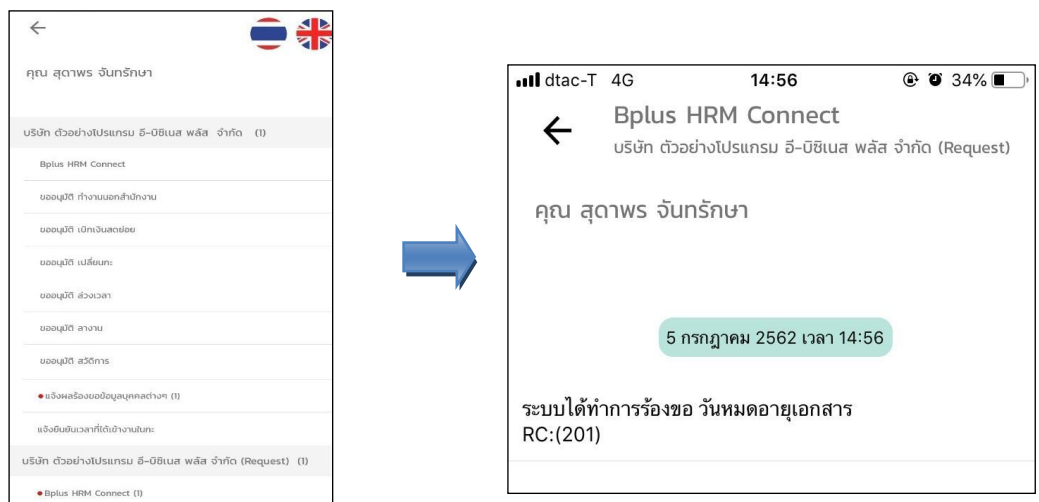 คุณ สุดาพร จันทรักษา
บริษัท ตัวอย่างโปรแกรม อี-บิซิเนส พลัส จำกัด (1)
Bplus HRM Connect
ขออนุมัติ ทำงานนอกสำนักงาน
ขออนุมัติ เบิกเงินสดย่อย
ขออนุมัติ เปลี่ยนกะ
ขออนุมัติ ล่วงเวลา
ขออนุมัติ ลางาน
ขออนุมัติ สวัดิการ
แจ้งผลร้องขอข้อมูลบุคคลต่างๆ (1)
แจ้งยืนยันเวลาที่ได้เข้างานในกะ
บริษัท ตัวอย่างโปรแกรม อี-บิซิเนส พลัส จำกัด (Request) (1)
Bplus HRM Connect (1)
dtac-T 4G 14:56 34%
Bplus HRM Connect
บริษัท ตัวอย่างโปรแกรม อี-บิซิเนส พลัส จำกัด (Request)
คุณ สุดาพร จันทรักษา
5 กรกฎาคม 2562 เวลา 14:56
ระบบได้ทำการร้องขอ วันหมดอายุเอกสาร
RC:(201)